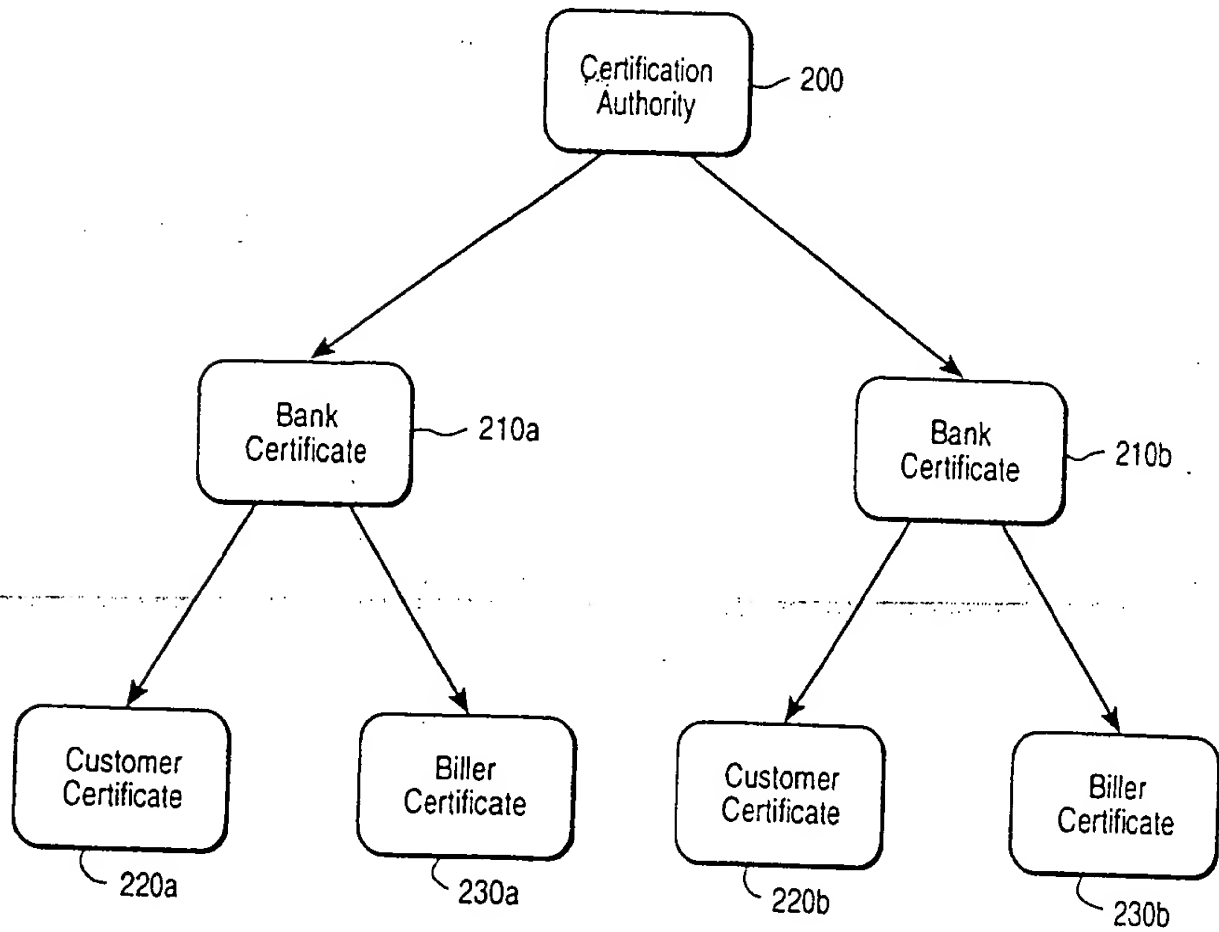 Certification
Authority
200
Bank
Certificate
210a
Bank
Certificate
210b
Customer
Certificate
220a
Biller
Certificate
230a
Customer
Certificate
220b
Biller
Certificate
230b